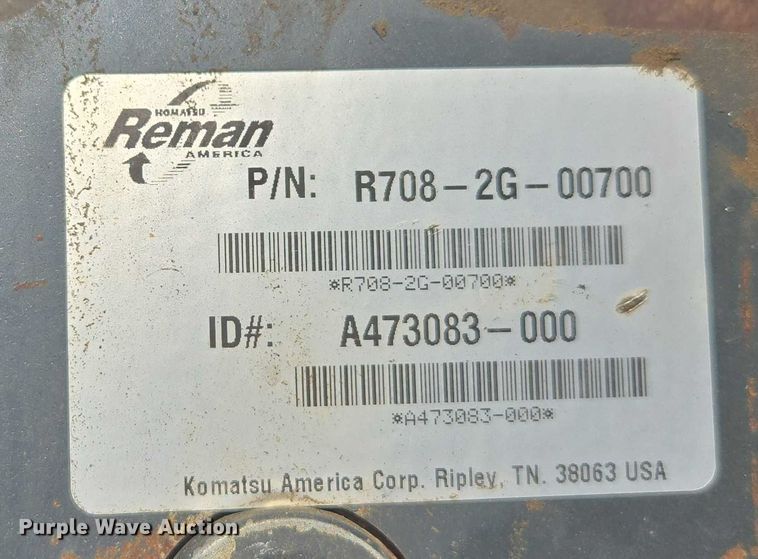 KOMATSU
Reman
AMERICA
P/N: R708-2G-00700
*R708-2G-00700*
ID#: A473083-000
*A473083-000*
Komatsu America Corp. Ripley, TN. 38063 USA
Purple Wave Auction